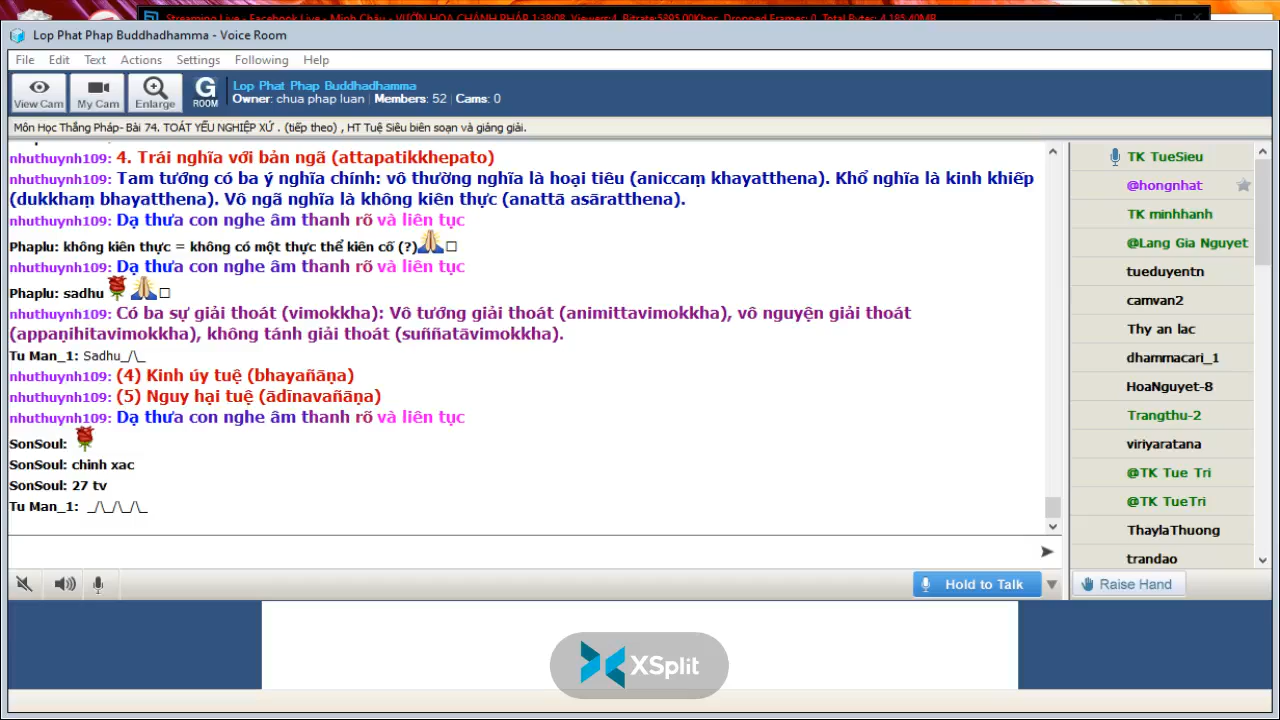 Streaming Live - Facebook Live - Minh Châu - VƯỜN HOA CHÁNH PHÁP 1:38:08 Viewers:4, Bitrate:5895.00Kbps, Dropped Frames: 0, Total Bytes: 4,185.40MB
Lop Phat Phap Buddhadhamma - Voice Room
File Edit Text Actions Settings Following Help
View Cam My Cam Enlarge G ROOM
Lop Phat Phap Buddhadhamma
Owner: chua phap luan | Members: 52 | Cams: 0
Môn Học Thắng Pháp- Bài 74. TOÁT YẾU NGHIỆP XỨ . (tiếp theo) , HT Tuệ Siêu biên soạn và giảng giải.
nhuthuynh109: 4. Trái nghĩa với bản ngã (attapatikkhepato)
nhuthuynh109: Tam tướng có ba ý nghĩa chính: vô thường nghĩa là hoại tiêu (aniccaṃ khayatthena). Khổ nghĩa là kinh khiếp
(dukkhaṃ bhayatthena). Vô ngã nghĩa là không kiên thực (anattā asāratthena).
nhuthuynh109: Dạ thưa con nghe âm thanh rõ và liên tục
Phaplu: không kiên thực = không có một thực thể kiên cố (?)🙏□
nhuthuynh109: Dạ thưa con nghe âm thanh rõ và liên tục
Phaplu: sadhu 🌹🙏□
nhuthuynh109: Có ba sự giải thoát (vimokkha): Vô tướng giải thoát (animittavimokkha), vô nguyện giải thoát
(appaṇihitavimokkha), không tánh giải thoát (suññatāvimokkha).
Tu Man_1: Sadhu_/\_
nhuthuynh109: (4) Kinh úy tuệ (bhayañāṇa)
nhuthuynh109: (5) Nguy hại tuệ (ādīnavañāṇa)
nhuthuynh109: Dạ thưa con nghe âm thanh rõ và liên tục
SonSoul: 🌹
SonSoul: chỉnh xac
SonSoul: 27 tv
Tu Man_1: _/\_/\_/\_
Hold to Talk
TK TueSieu
@hongnhat
TK minhhanh
@Lang Gia Nguyet
tueduyentn
camvan2
Thy an lac
dhammacari_1
HoaNguyet-8
Trangthu-2
viriyaratana
@TK Tue Tri
@TK TueTri
ThaylaThuong
trandao
Raise Hand
XSplit